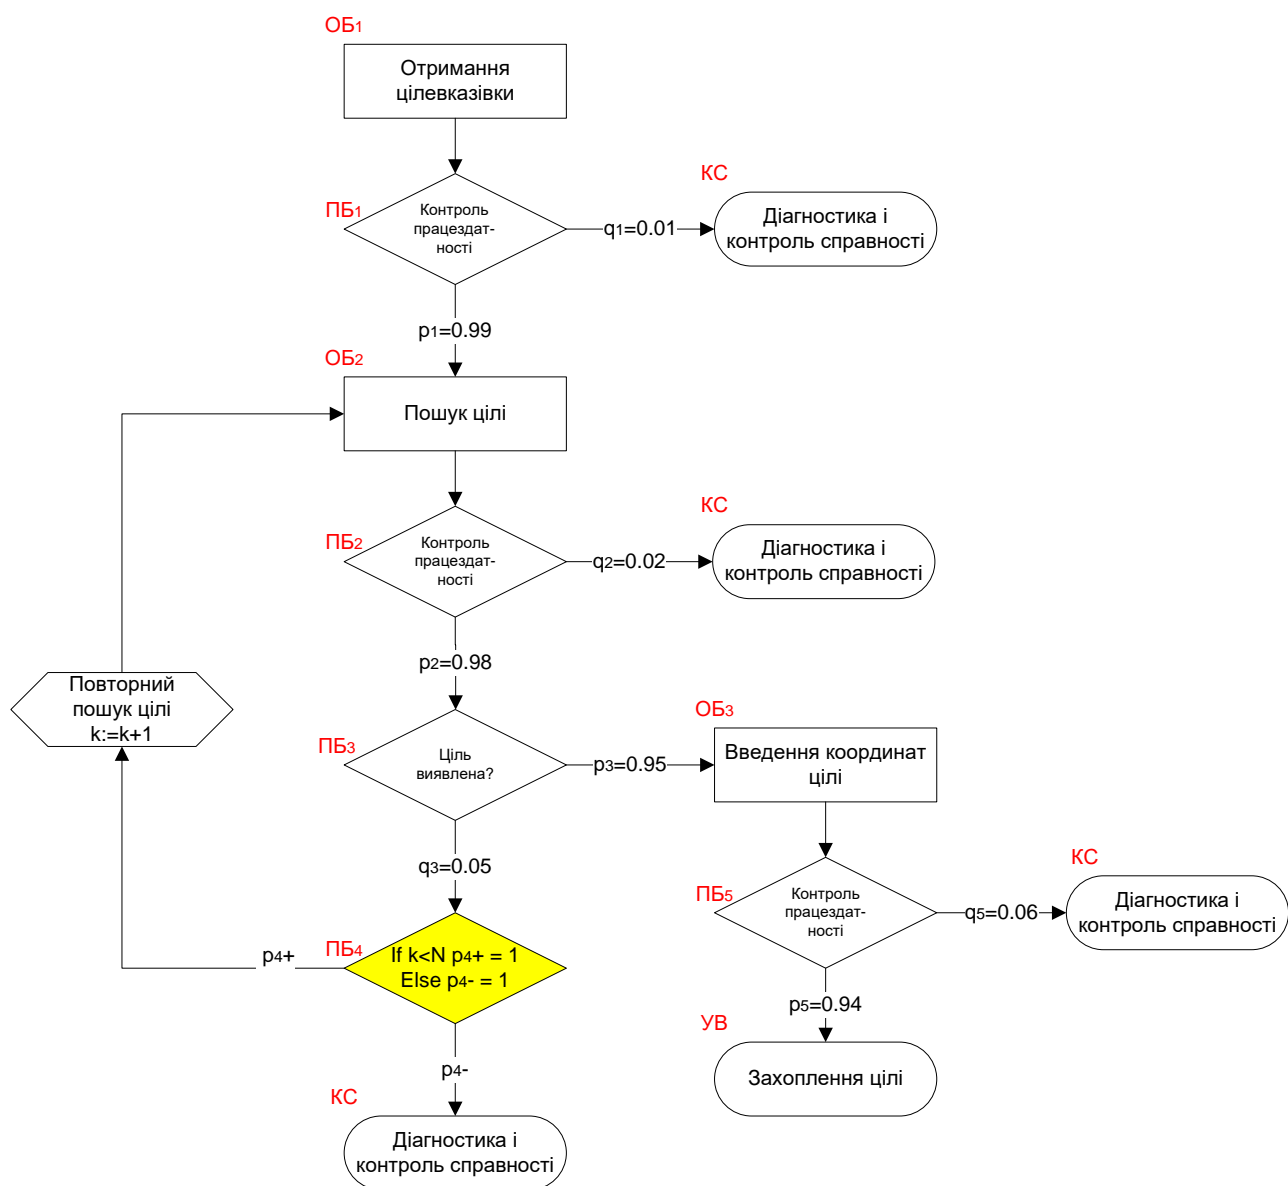 ОБ1
Отримання
цілевказівки
КС
ПБ1
Контроль
працездат-
ності
q1=0.01
Діагностика і
контроль справності
p1=0.99
ОБ2
Пошук цілі
КС
ПБ2
Контроль
працездат-
ності
q2=0.02
Діагностика і
контроль справності
p2=0.98
Повторний
пошук цілі
k:=k+1
ОБ3
ПБ3
Ціль
виявлена?
p3=0.95
Введення координат
цілі
q3=0.05
КС
ПБ5
Контроль
працездат-
ності
q5=0.06
Діагностика і
контроль справності
p4+
ПБ4
If k<N p4+ = 1
Else p4- = 1
p5=0.94
УВ
Захоплення цілі
p4-
КС
Діагностика і
контроль справності